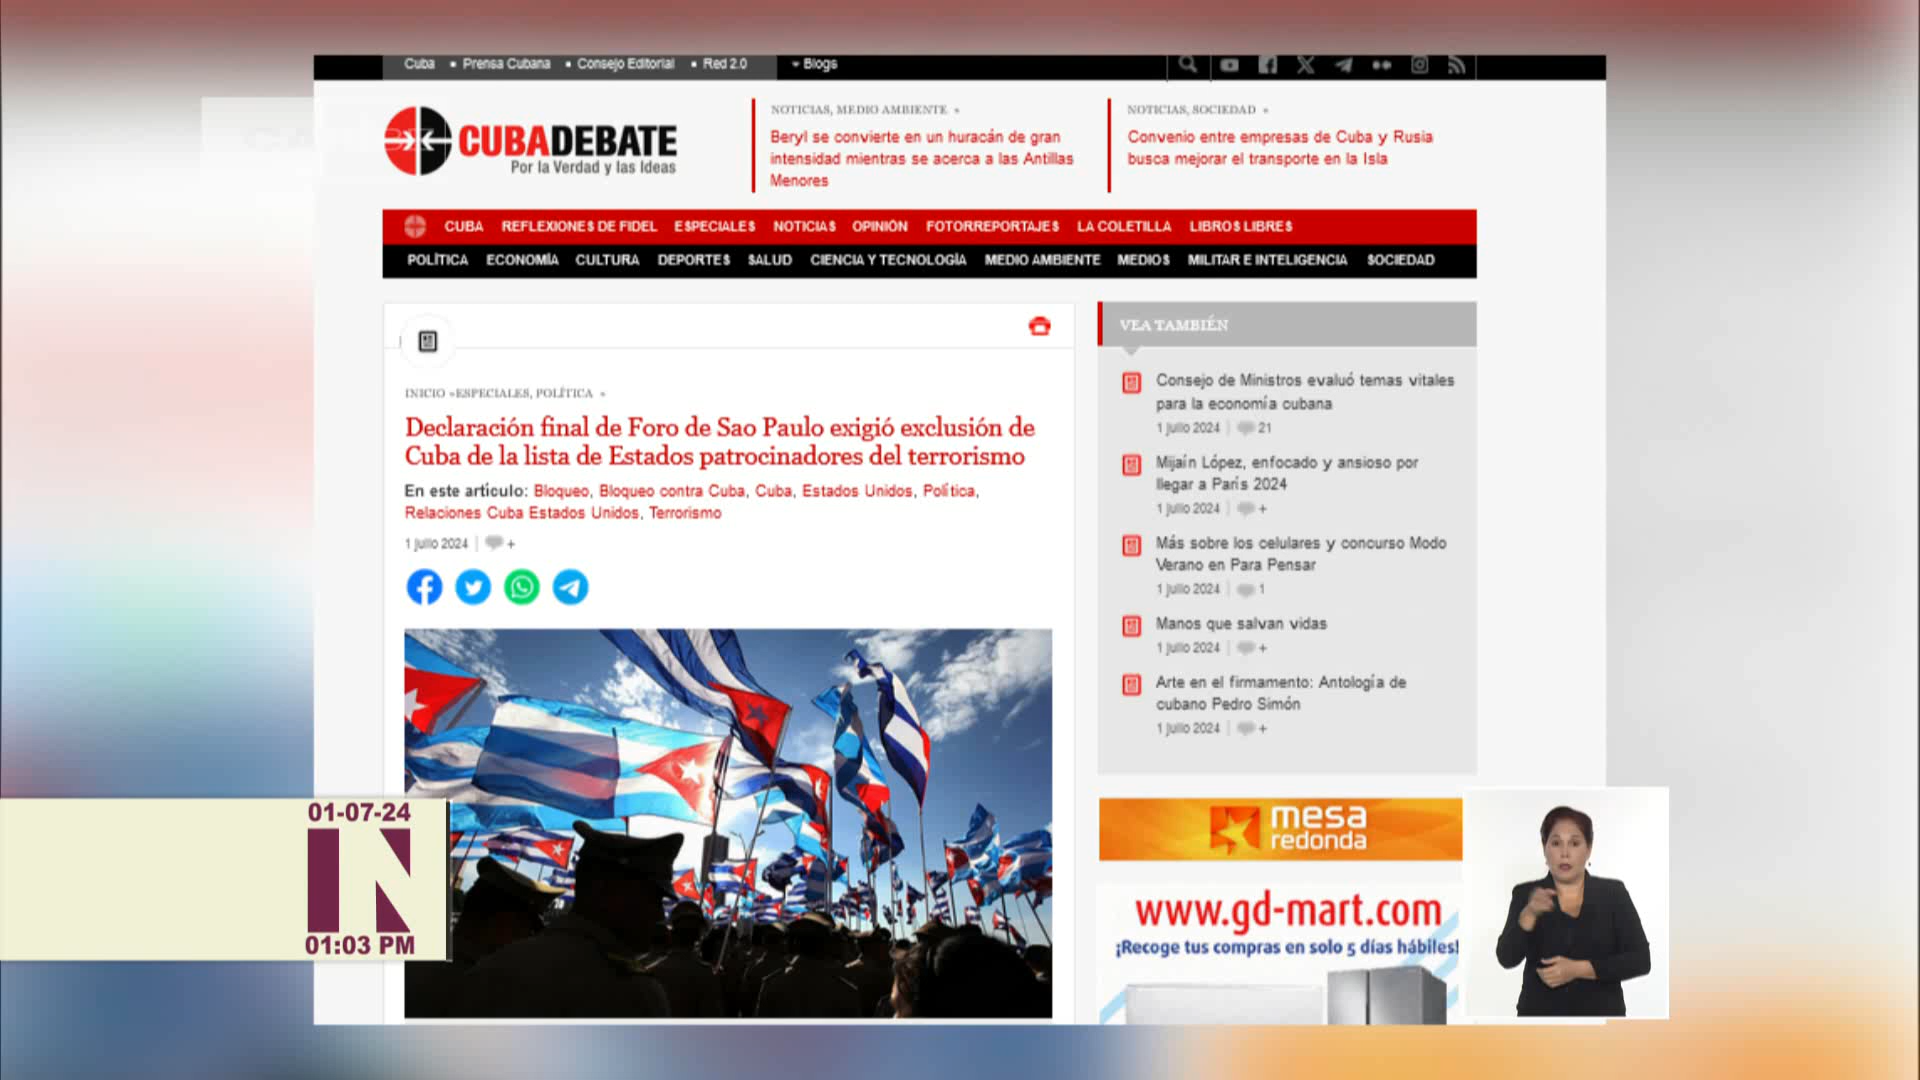 Cuba ▪ Prensa Cubana ▪ Consejo Editorial ▪ Red 2.0 Blogs
CUBADEBATE
Por la Verdad y las Ideas
NOTICIAS, MEDIO AMBIENTE »
Beryl se convierte en un huracán de gran
intensidad mientras se acerca a las Antillas
Menores
NOTICIAS, SOCIEDAD »
Convenio entre empresas de Cuba y Rusia
busca mejorar el transporte en la Isla
CUBA REFLEXIONES DE FIDEL ESPECIALES NOTICIAS OPINIÓN FOTORREPORTAJES LA COLETILLA LIBROS LIBRES
POLÍTICA ECONOMÍA CULTURA DEPORTES SALUD CIENCIA Y TECNOLOGÍA MEDIO AMBIENTE MEDIOS MILITAR E INTELIGENCIA SOCIEDAD
INICIO »ESPECIALES, POLÍTICA »
Declaración final de Foro de Sao Paulo exigió exclusión de
Cuba de la lista de Estados patrocinadores del terrorismo
En este artículo: Bloqueo, Bloqueo contra Cuba, Cuba, Estados Unidos, Política,
Relaciones Cuba Estados Unidos, Terrorismo
1 julio 2024 | +
VEA TAMBIÉN
Consejo de Ministros evaluó temas vitales
para la economía cubana
1 julio 2024 | 21
Mijaín López, enfocado y ansioso por
llegar a París 2024
1 julio 2024 | +
Más sobre los celulares y concurso Modo
Verano en Para Pensar
1 julio 2024 | 1
Manos que salvan vidas
1 julio 2024 | +
Arte en el firmamento: Antología de
cubano Pedro Simón
1 julio 2024 | +
mesa
redonda
www.gd-mart.com
¡Recoge tus compras en solo 5 días hábiles!
01-07-24
N
01:03 PM